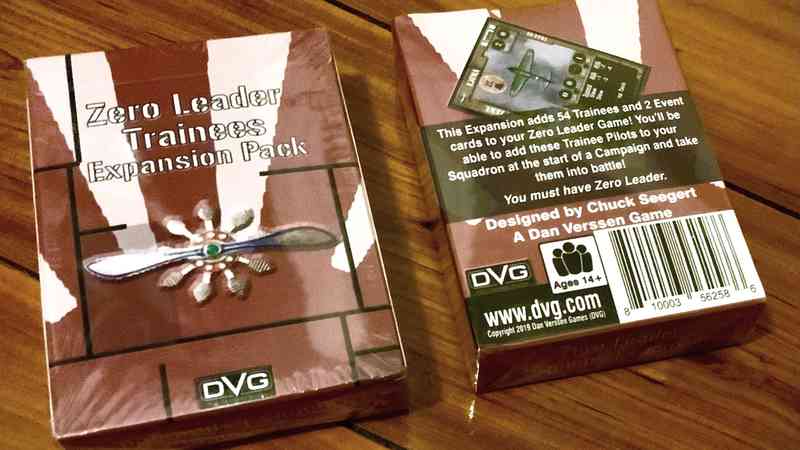 Zero Leader
Trainees
Expansion Pack
DVG
This Expansion adds 54 Trainees and 2 Event
cards to your Zero Leader Game! You'll be
able to add these Trainee Pilots to your
Squadron at the start of a Campaign and take
them into battle!
You must have Zero Leader.
Designed by Chuck Seegert
A Dan Verssen Game
DVG
Ages 14+
www.dvg.com
Copyright 2019 Dan Verssen Games (DVG)
8 10003 56258 6